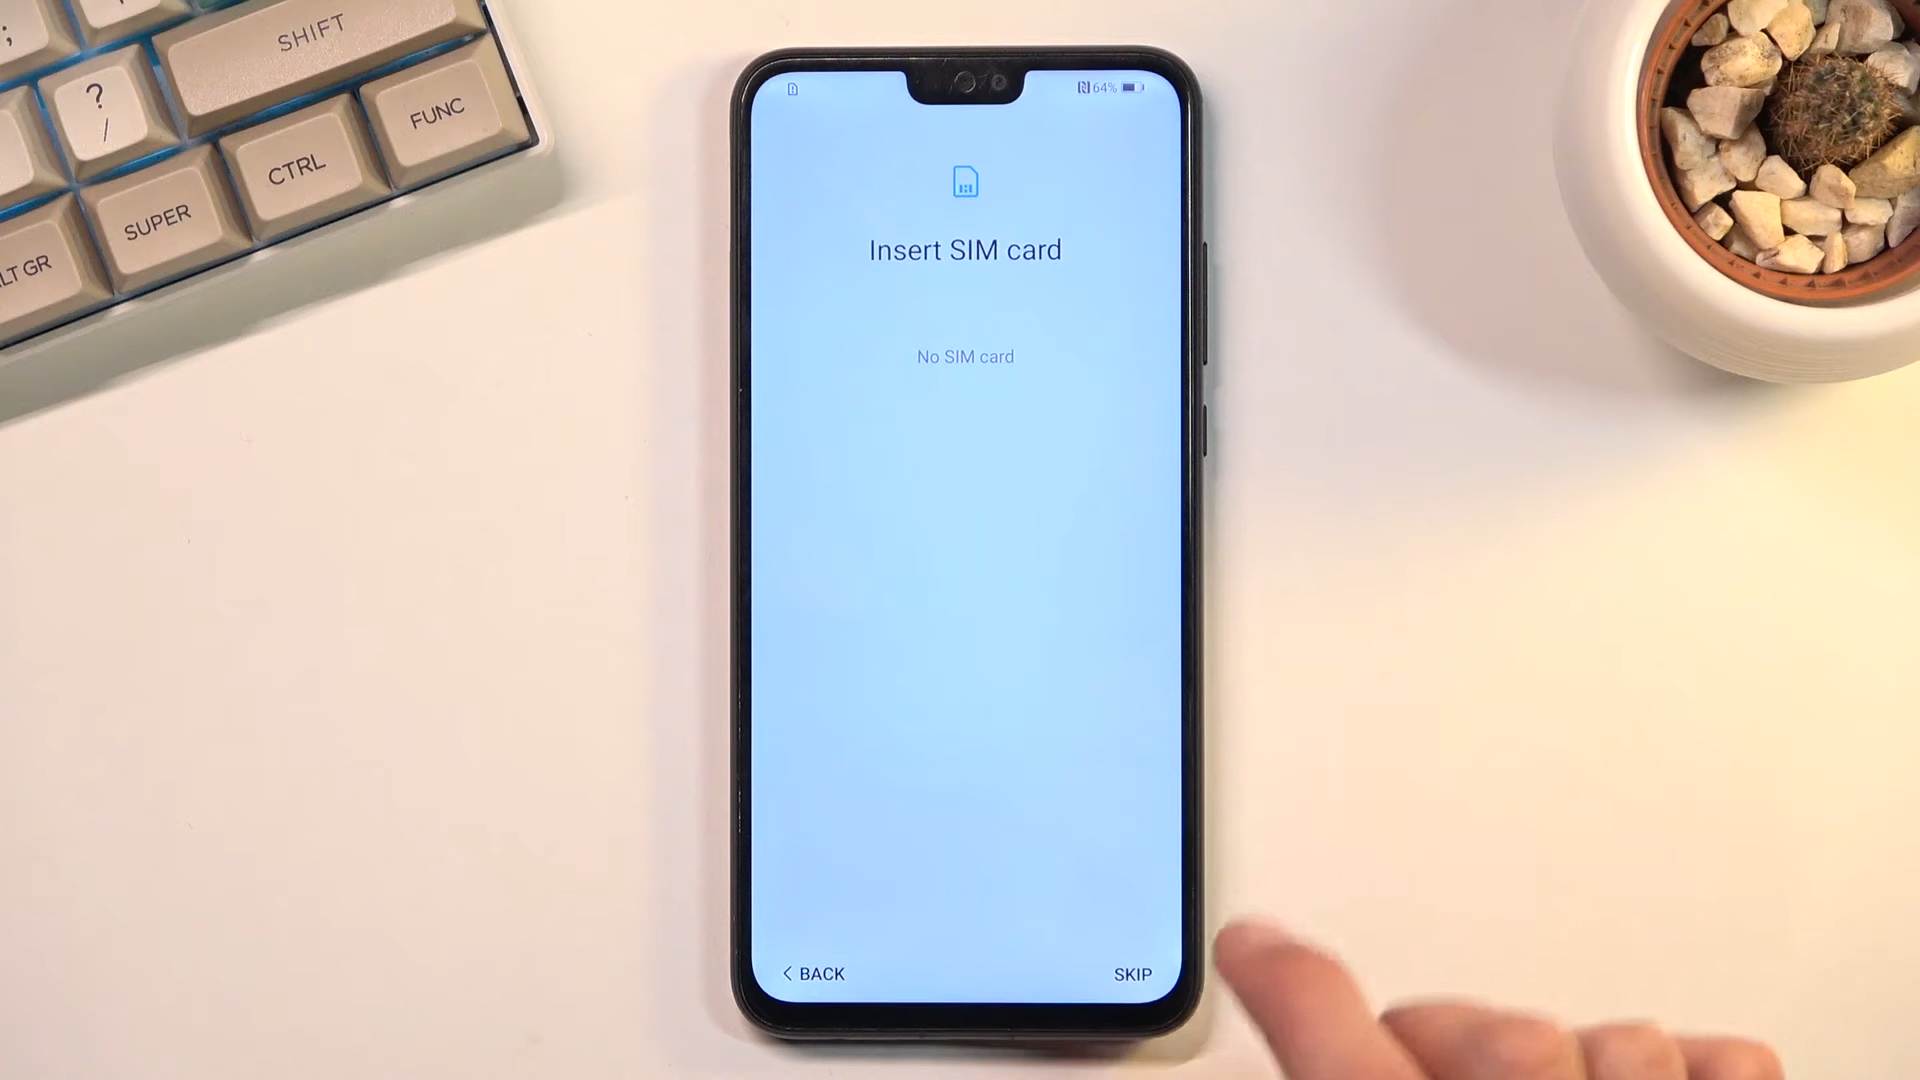 ;
SHIFT
?
/
FUNC
CTRL
SUPER
LT GR
64%
Insert SIM card
No SIM card
< BACK
SKIP